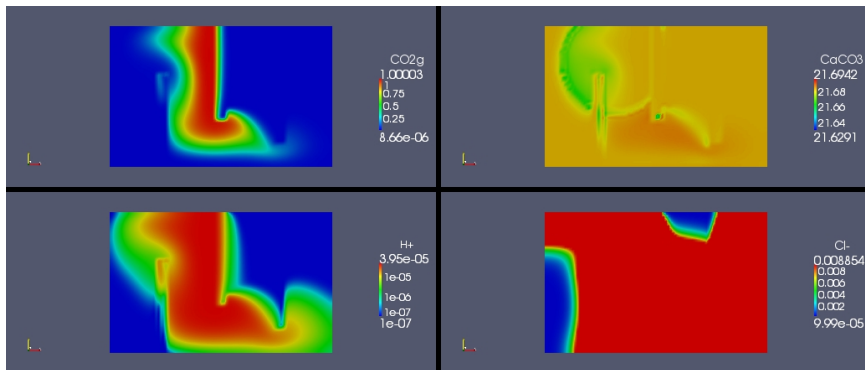 CO2g
1.00003
1
0.75
0.5
0.25
8.66e-06
CaCO3
21.6942
21.68
21.66
21.64
21.6291
H+
3.95e-05
1e-05
1e-06
1e-07
1e-07
Cl-
0.008854
0.008
0.006
0.004
0.002
9.99e-05